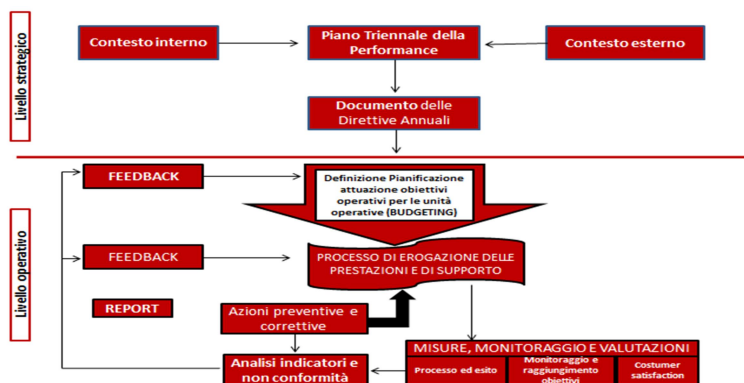 Livello strategico
Contesto interno
Piano Triennale della
Performance
Contesto esterno
Documento delle
Direttive Annuali
Livello operativo
FEEDBACK
Definizione Pianificazione
attuazione obiettivi
operativi per le unità
operative (BUDGETING)
FEEDBACK
PROCESSO DI EROGAZIONE DELLE
PRESTAZIONI E DI SUPPORTO
REPORT
Azioni preventive e
correttive
MISURE, MONITORAGGIO E VALUTAZIONI
Analisi indicatori e
non conformità
Processo ed esito
Monitoraggio e
raggiungimento
obiettivi
Costumer
satisfaction